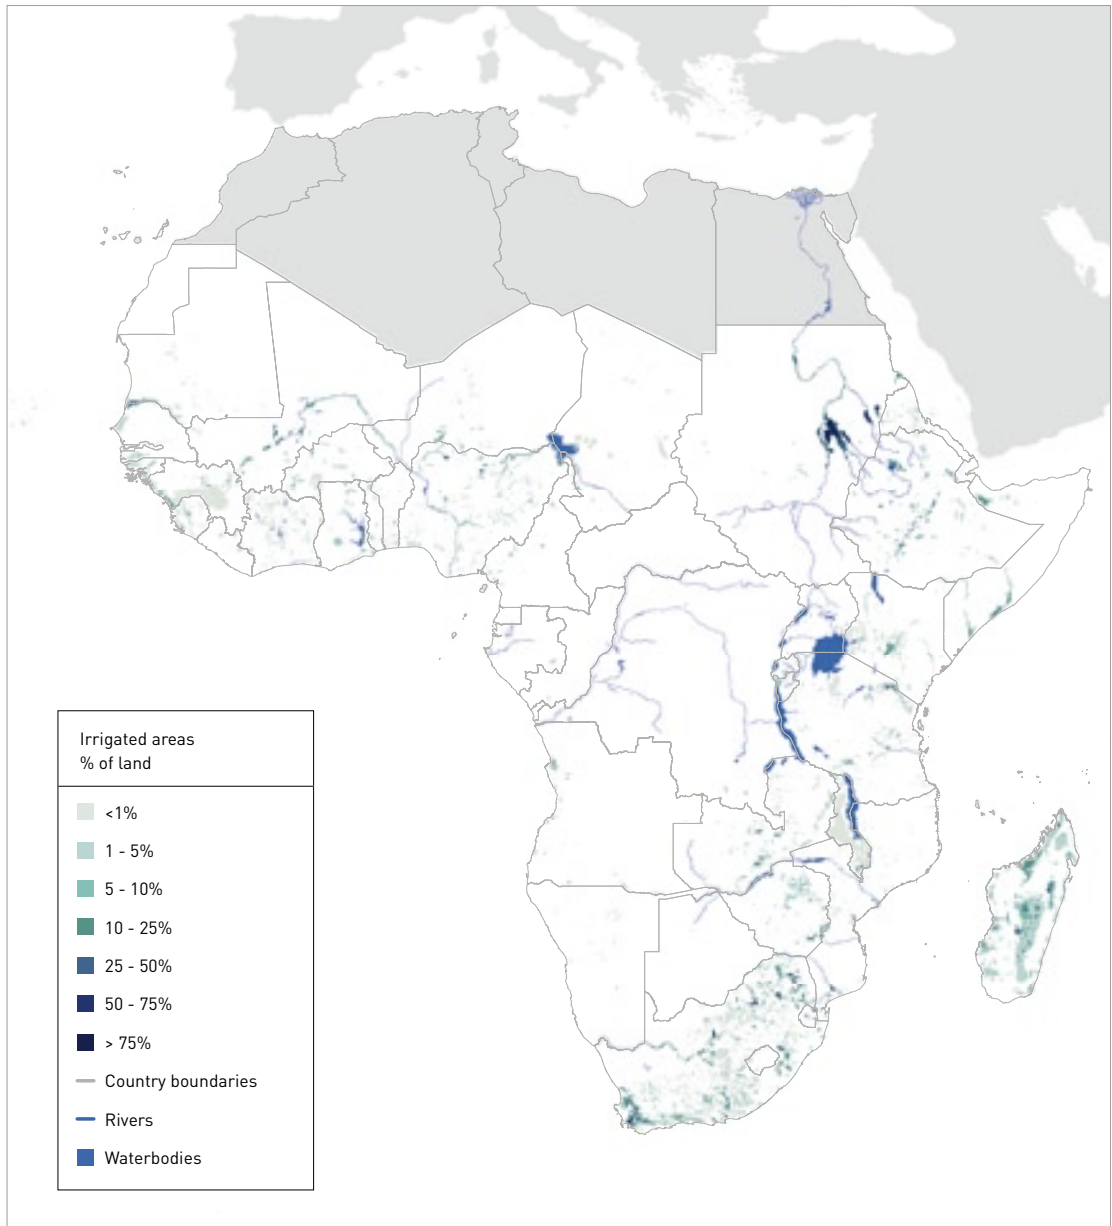 Irrigated areas
% of land
<1%
1 - 5%
5 - 10%
10 - 25%
25 - 50%
50 - 75%
> 75%
Country boundaries
Rivers
Waterbodies